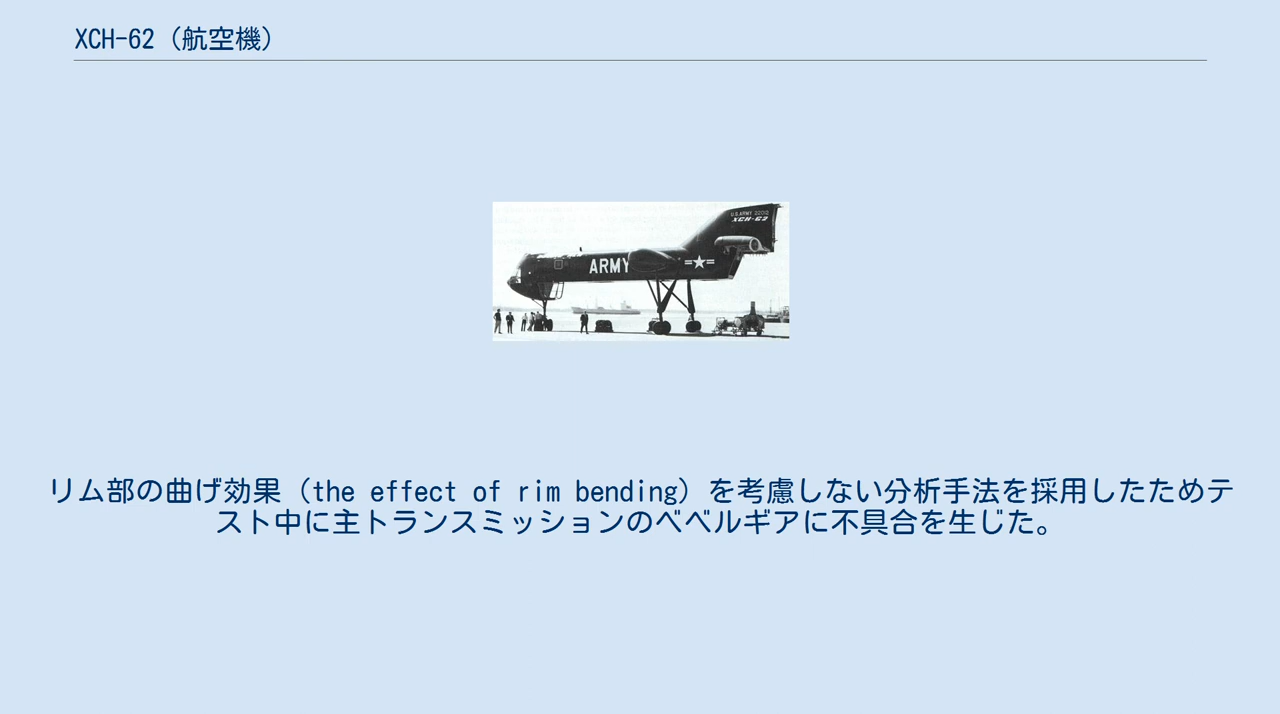 XCH-62（航空機）
U.S. ARMY
XCH-62
ARMY
リム部の曲げ効果（the effect of rim bending）を考慮しない分析手法を採用したためテ
スト中に主トランスミッションのベベルギアに不具合を生じた。